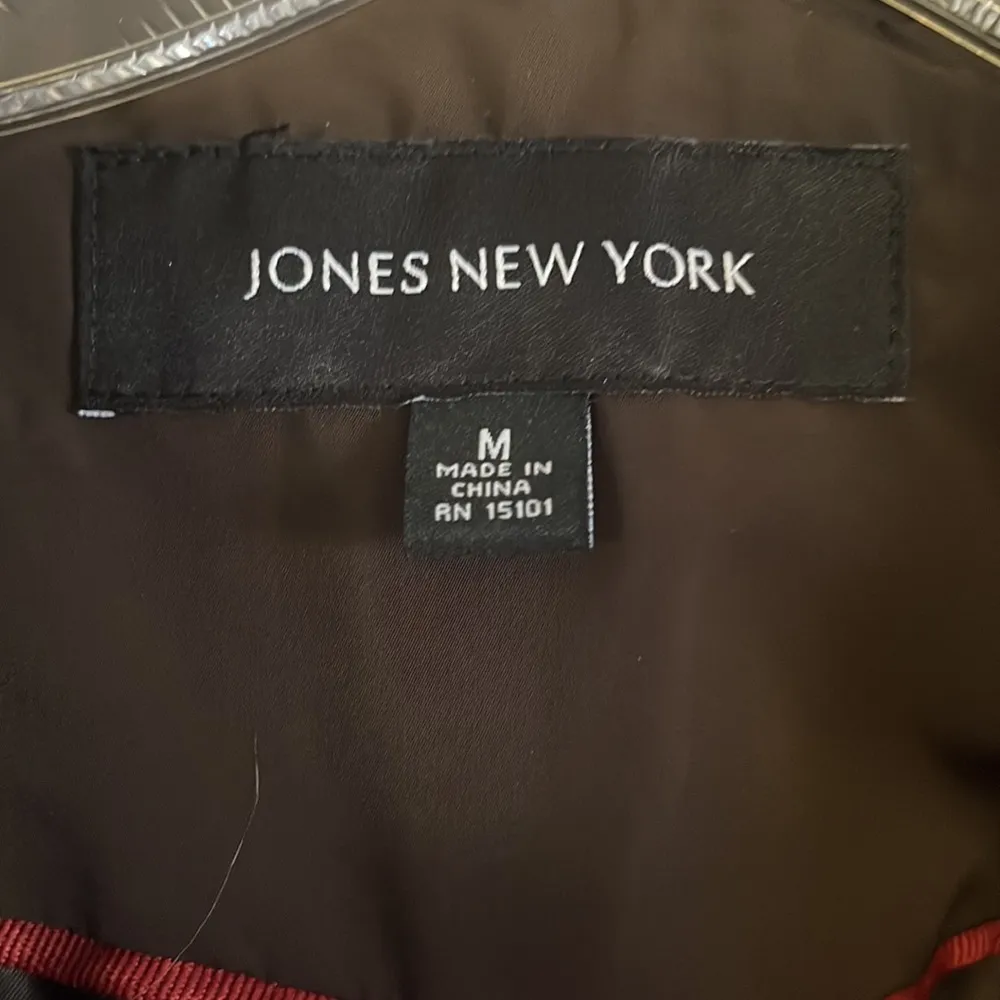 JONES NEW YORK
M
MADE IN
CHINA
RN 15101